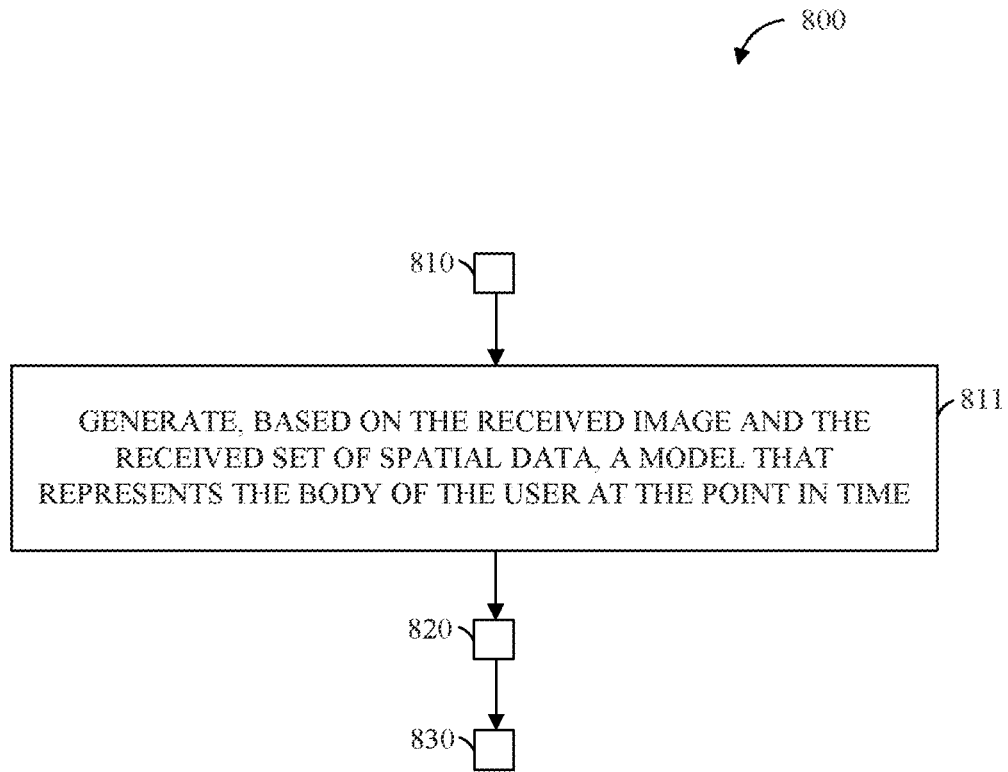 800
810
GENERATE, BASED ON THE RECEIVED IMAGE AND THE
RECEIVED SET OF SPATIAL DATA, A MODEL THAT
REPRESENTS THE BODY OF THE USER AT THE POINT IN TIME
811
820
830